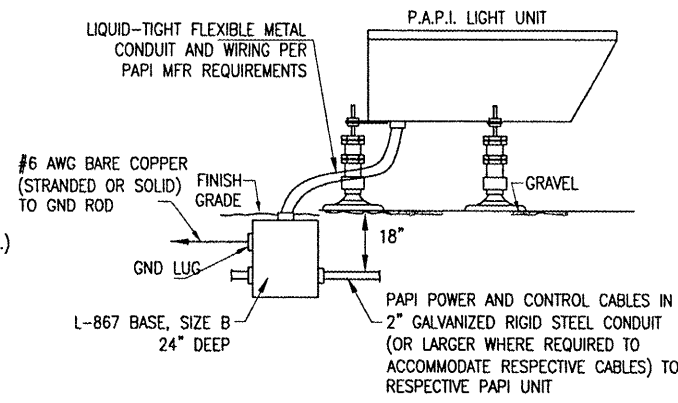 P.A.P.I. LIGHT UNIT
LIQUID-TIGHT FLEXIBLE METAL
CONDUIT AND WIRING PER
PAPI MFR REQUIREMENTS
#6 AWG BARE COPPER
(STRANDED OR SOLID)
TO GND ROD
FINISH
GRADE
GRAVEL
.)
18"
GND LUG
L-867 BASE, SIZE B
24" DEEP
PAPI POWER AND CONTROL CABLES IN
2" GALVANIZED RIGID STEEL CONDUIT
(OR LARGER WHERE REQUIRED TO
ACCOMMODATE RESPECTIVE CABLES) TO
RESPECTIVE PAPI UNIT